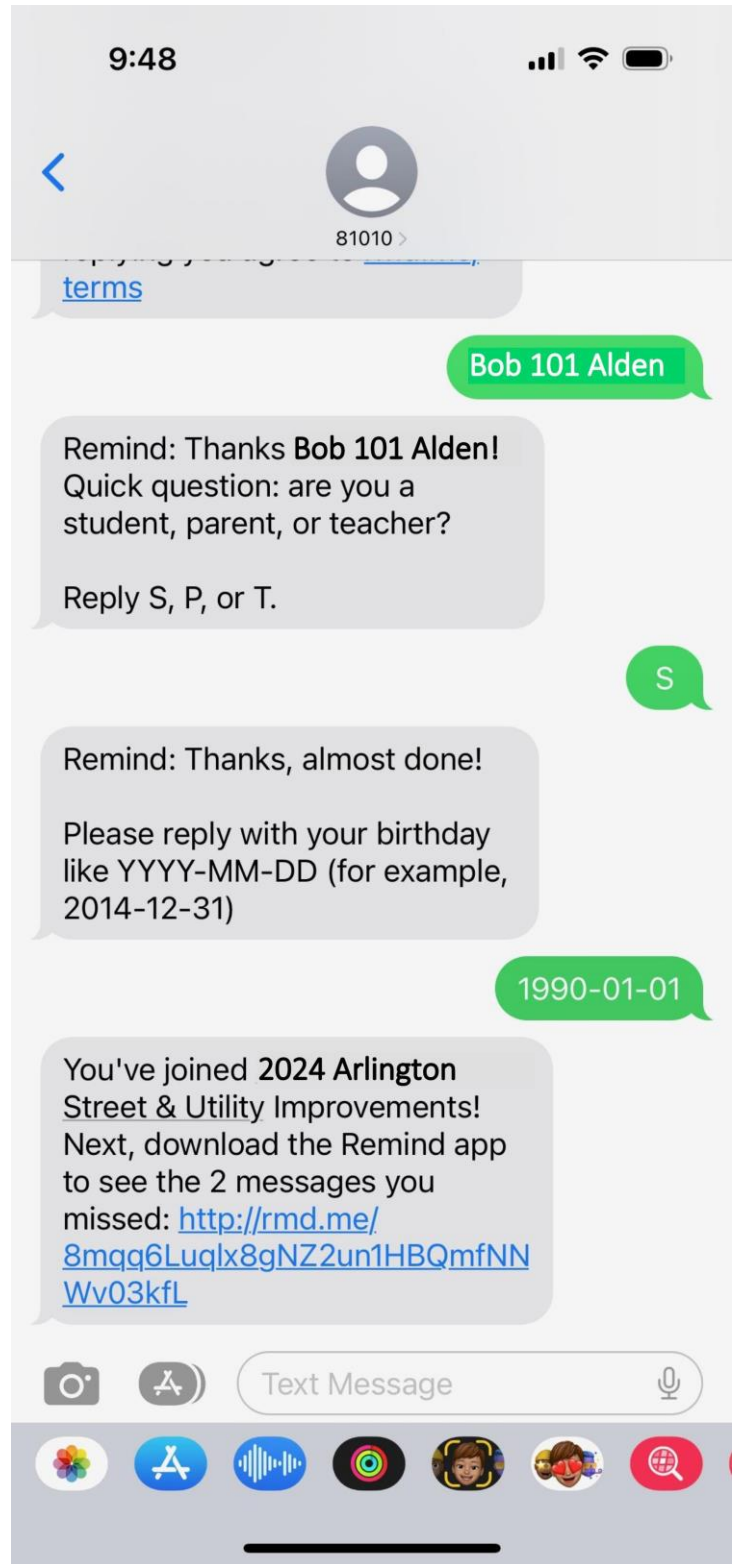 9:48
81010 >
terms
Bob 101 Alden
Remind: Thanks Bob 101 Alden!
Quick question: are you a
student, parent, or teacher?
Reply S, P, or T.
S
Remind: Thanks, almost done!
Please reply with your birthday
like YYYY-MM-DD (for example,
2014-12-31)
1990-01-01
You've joined 2024 Arlington
Street & Utility Improvements!
Next, download the Remind app
to see the 2 messages you
missed: http://rmd.me/
8mqq6Luqlx8gNZ2un1HBQmfNN
Wv03kfL
Text Message